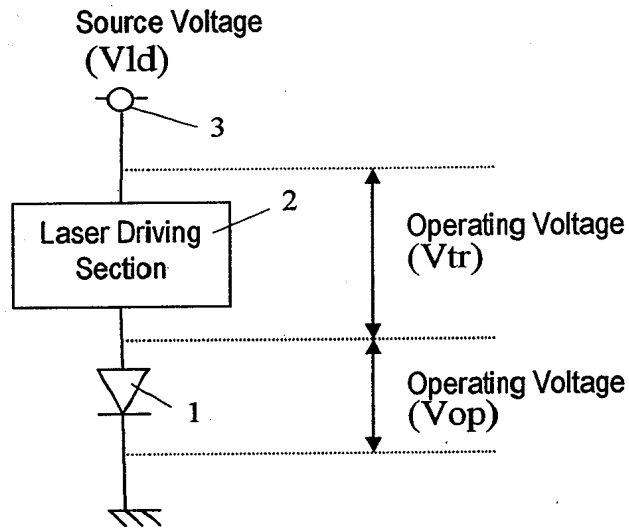 Source Voltage
(Vld)
3
2
Laser Driving
Section
Operating Voltage
(Vtr)
1
Operating Voltage
(Vop)